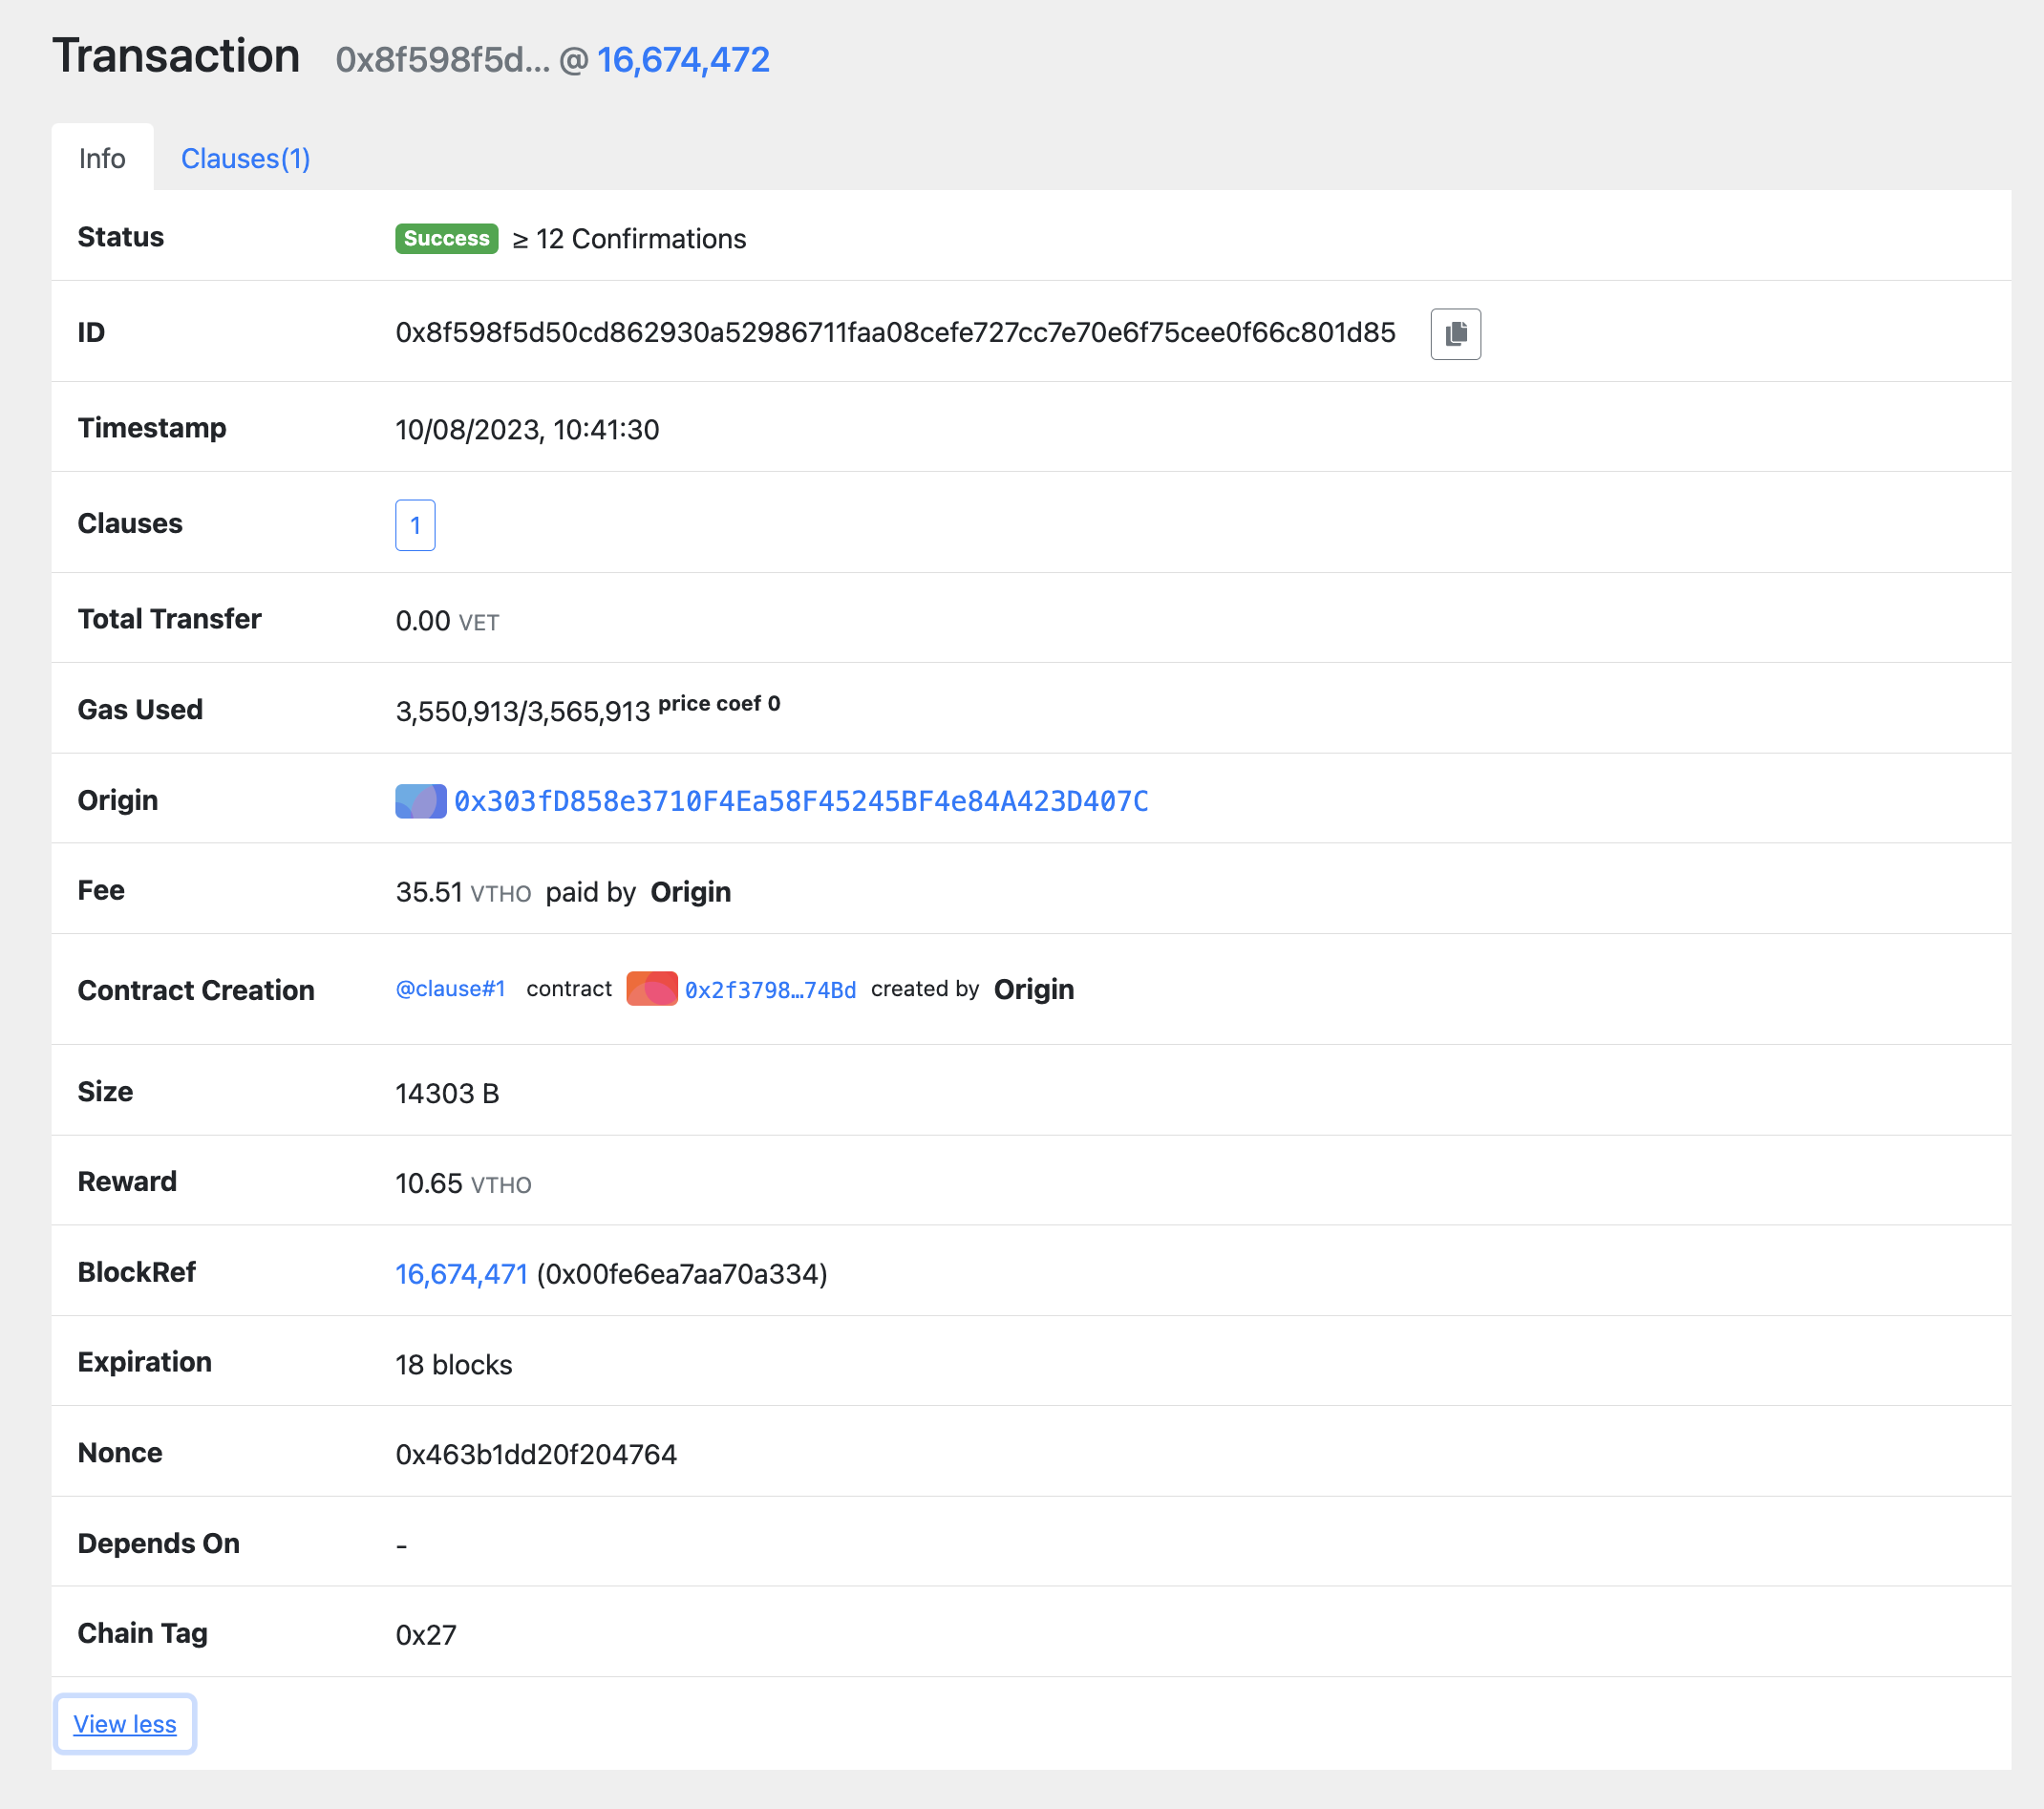 Transaction 0x8f598f5d... @ 16,674,472
Info Clauses(1)
Status Success ≥ 12 Confirmations
ID 0x8f598f5d50cd862930a52986711faa08cefe727cc7e70e6f75cee0f66c801d85
Timestamp 10/08/2023, 10:41:30
Clauses 1
Total Transfer 0.00 VET
Gas Used 3,550,913/3,565,913 price coef 0
Origin 0x303fD858e3710F4Ea58F45245BF4e84A423D407C
Fee 35.51 VTHO paid by Origin
Contract Creation @clause#1 contract 0x2f3798…74Bd created by Origin
Size 14303 B
Reward 10.65 VTHO
BlockRef 16,674,471 (0x00fe6ea7aa70a334)
Expiration 18 blocks
Nonce 0x463b1dd20f204764
Depends On -
Chain Tag 0x27
View less